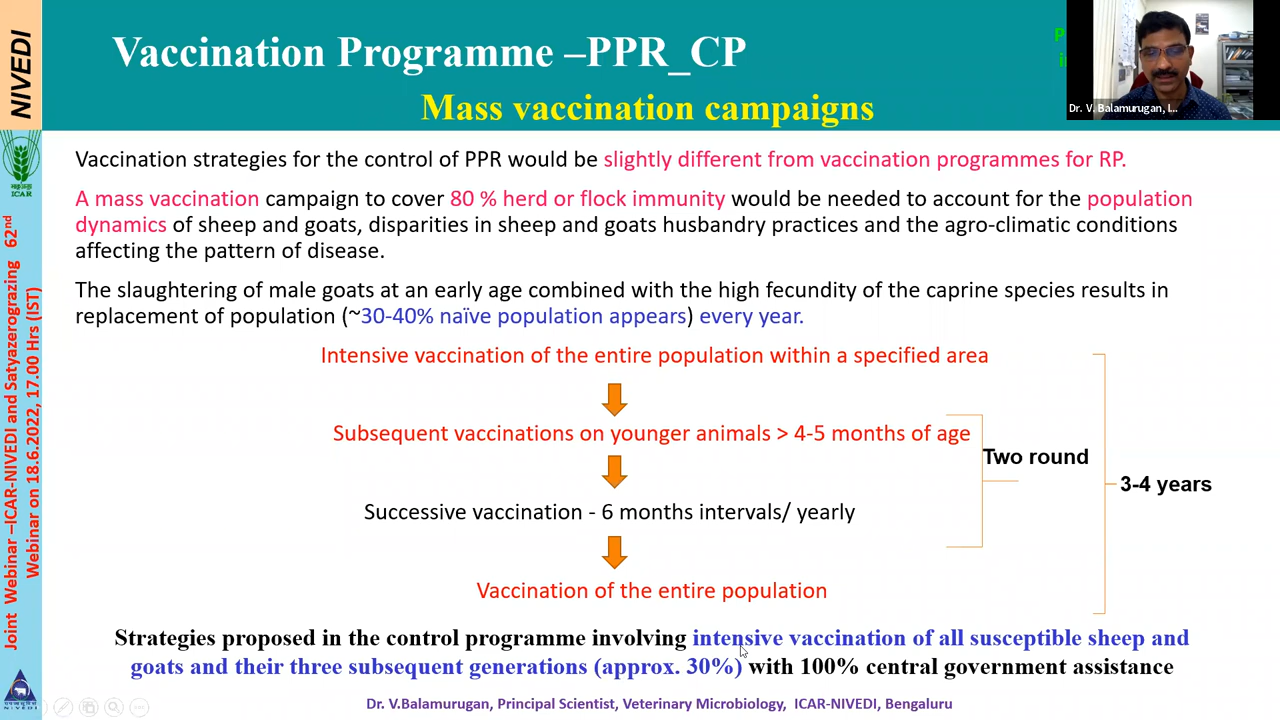 NIVEDI
ICAR
Joint Webinar –ICAR-NIVEDI and Satyazerograzing 62nd
Webinar on 18.6.2022, 17.00 Hrs (IST)
NIVEDI
Vaccination Programme –PPR_CP
Mass vaccination campaigns
P
i
Dr. V. Balamurugan, I...
Vaccination strategies for the control of PPR would be slightly different from vaccination programmes for RP.
A mass vaccination campaign to cover 80 % herd or flock immunity would be needed to account for the population
dynamics of sheep and goats, disparities in sheep and goats husbandry practices and the agro-climatic conditions
affecting the pattern of disease.
The slaughtering of male goats at an early age combined with the high fecundity of the caprine species results in
replacement of population (~30-40% naïve population appears) every year.
Intensive vaccination of the entire population within a specified area
Subsequent vaccinations on younger animals > 4-5 months of age
Two round
Successive vaccination - 6 months intervals/ yearly
3-4 years
Vaccination of the entire population
Strategies proposed in the control programme involving intensive vaccination of all susceptible sheep and
goats and their three subsequent generations (approx. 30%) with 100% central government assistance
Dr. V.Balamurugan, Principal Scientist, Veterinary Microbiology, ICAR-NIVEDI, Bengaluru